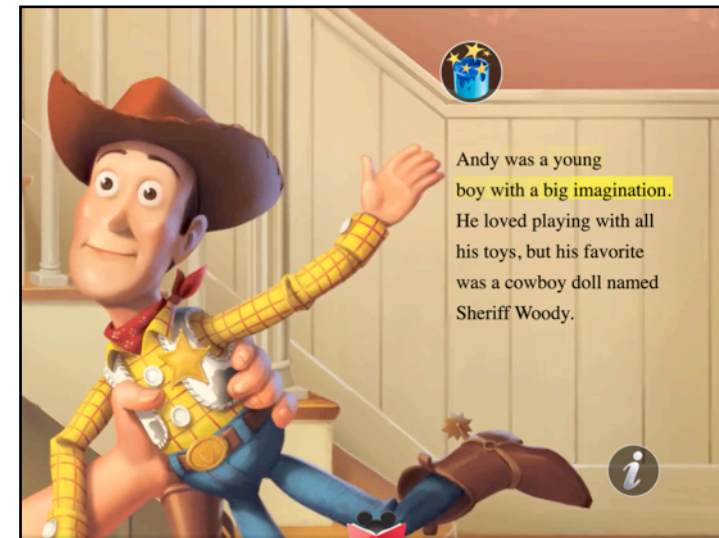 Andy was a young
boy with a big imagination.
He loved playing with all
his toys, but his favorite
was a cowboy doll named
Sheriff Woody.
i